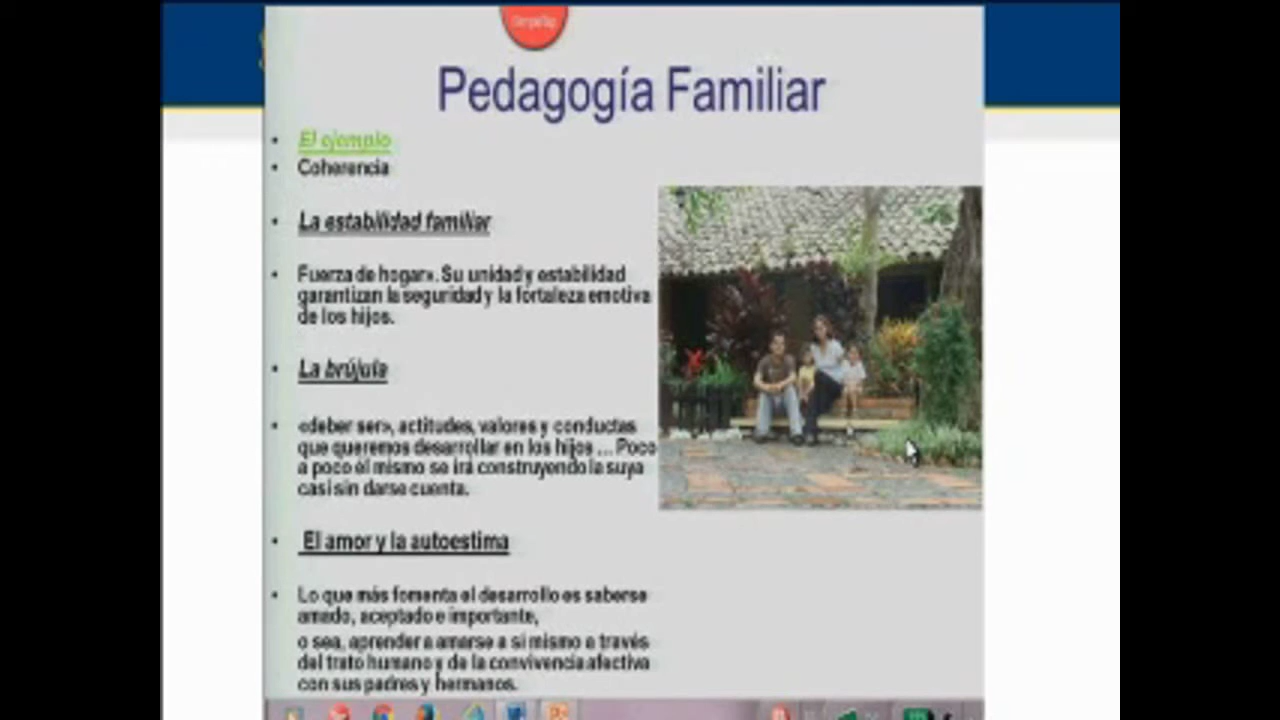 Pedagogía Familiar
• El ejemplo
• Coherencia
• La estabilidad familiar
• Fuerza de hogar». Su unidad y estabilidad
garantizan la seguridad y la fortaleza emotiva
de los hijos.
• La brújula
• «deber ser», actitudes, valores y conductas
que queremos desarrollar en los hijos ... Poco
a poco él mismo se irá construyendo la suya
casi sin darse cuenta.
• El amor y la autoestima
• Lo que más fomenta el desarrollo es saberse
amado, aceptado e importante,
o sea, aprender a amarse a sí mismo a través
del trato humano y de la convivencia afectiva
con sus padres y hermanos.